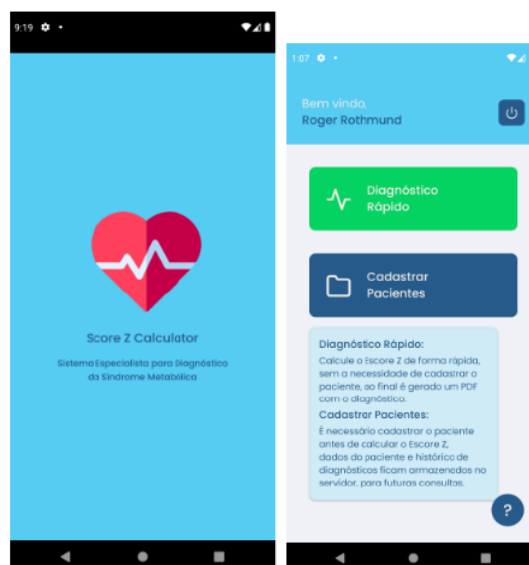 9:19
Score Z Calculator
Sistema Especialista para Diagnóstico
da Síndrome Metabólica
1:07
Bem vindo,
Roger Rothmund
Diagnóstico
Rápido
Cadastrar
Pacientes
Diagnóstico Rápido:
Calcule o Escore Z de forma rápida,
sem a necessidade de cadastrar o
paciente, ao final é gerado um PDF
com o diagnóstico.
Cadastrar Pacientes:
É necessário cadastrar o paciente
antes de calcular o Escore Z,
dados do paciente e histórico de
diagnósticos ficam armazenados no
servidor, para futuras consultas.
?